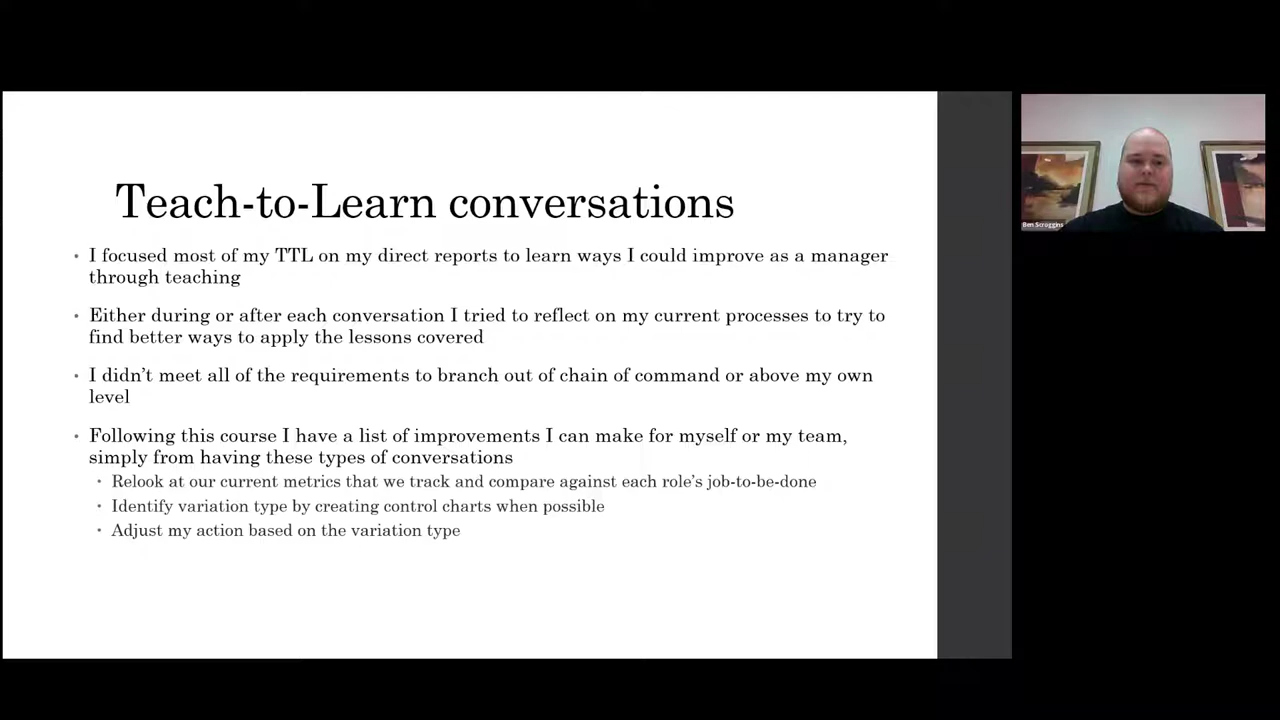 Teach-to-Learn conversations
• I focused most of my TTL on my direct reports to learn ways I could improve as a manager
through teaching
• Either during or after each conversation I tried to reflect on my current processes to try to
find better ways to apply the lessons covered
• I didn’t meet all of the requirements to branch out of chain of command or above my own
level
• Following this course I have a list of improvements I can make for myself or my team,
simply from having these types of conversations
• Relook at our current metrics that we track and compare against each role’s job-to-be-done
• Identify variation type by creating control charts when possible
• Adjust my action based on the variation type
Ben Scruggins